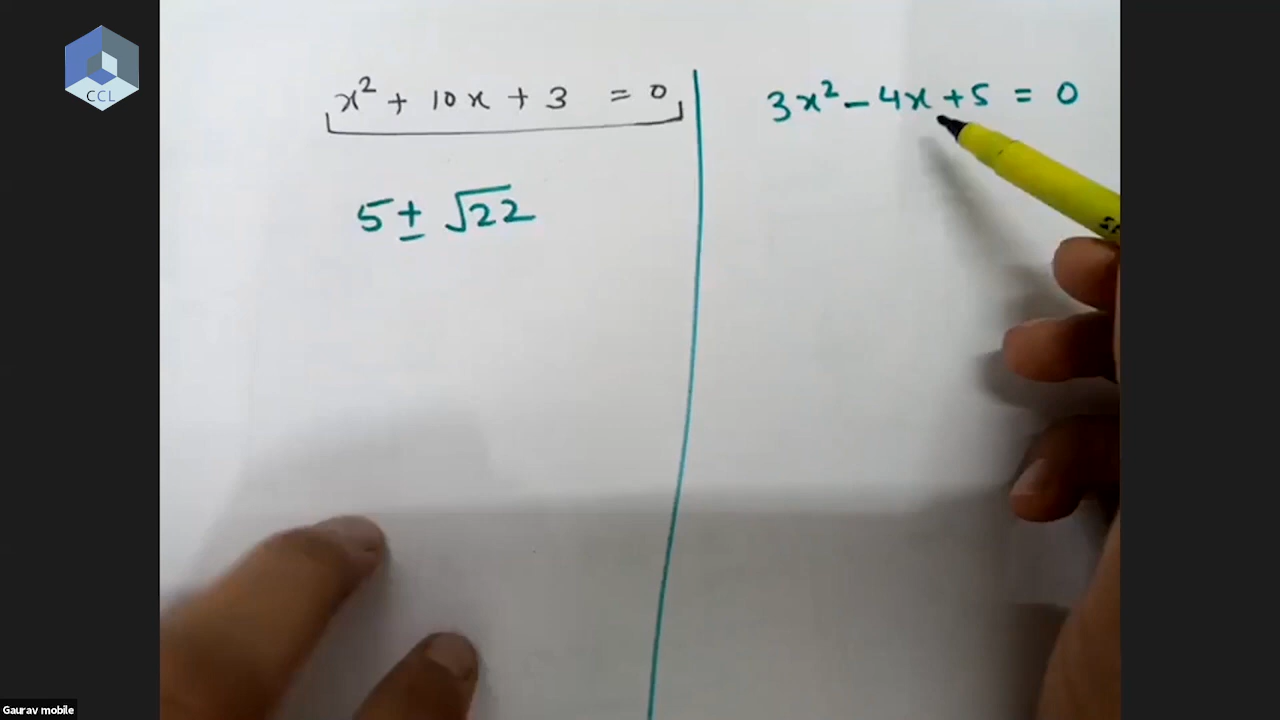 CCL
x² + 10x + 3 = 0
5 ± √22
3x² - 4x + 5 = 0
Gaurav mobile